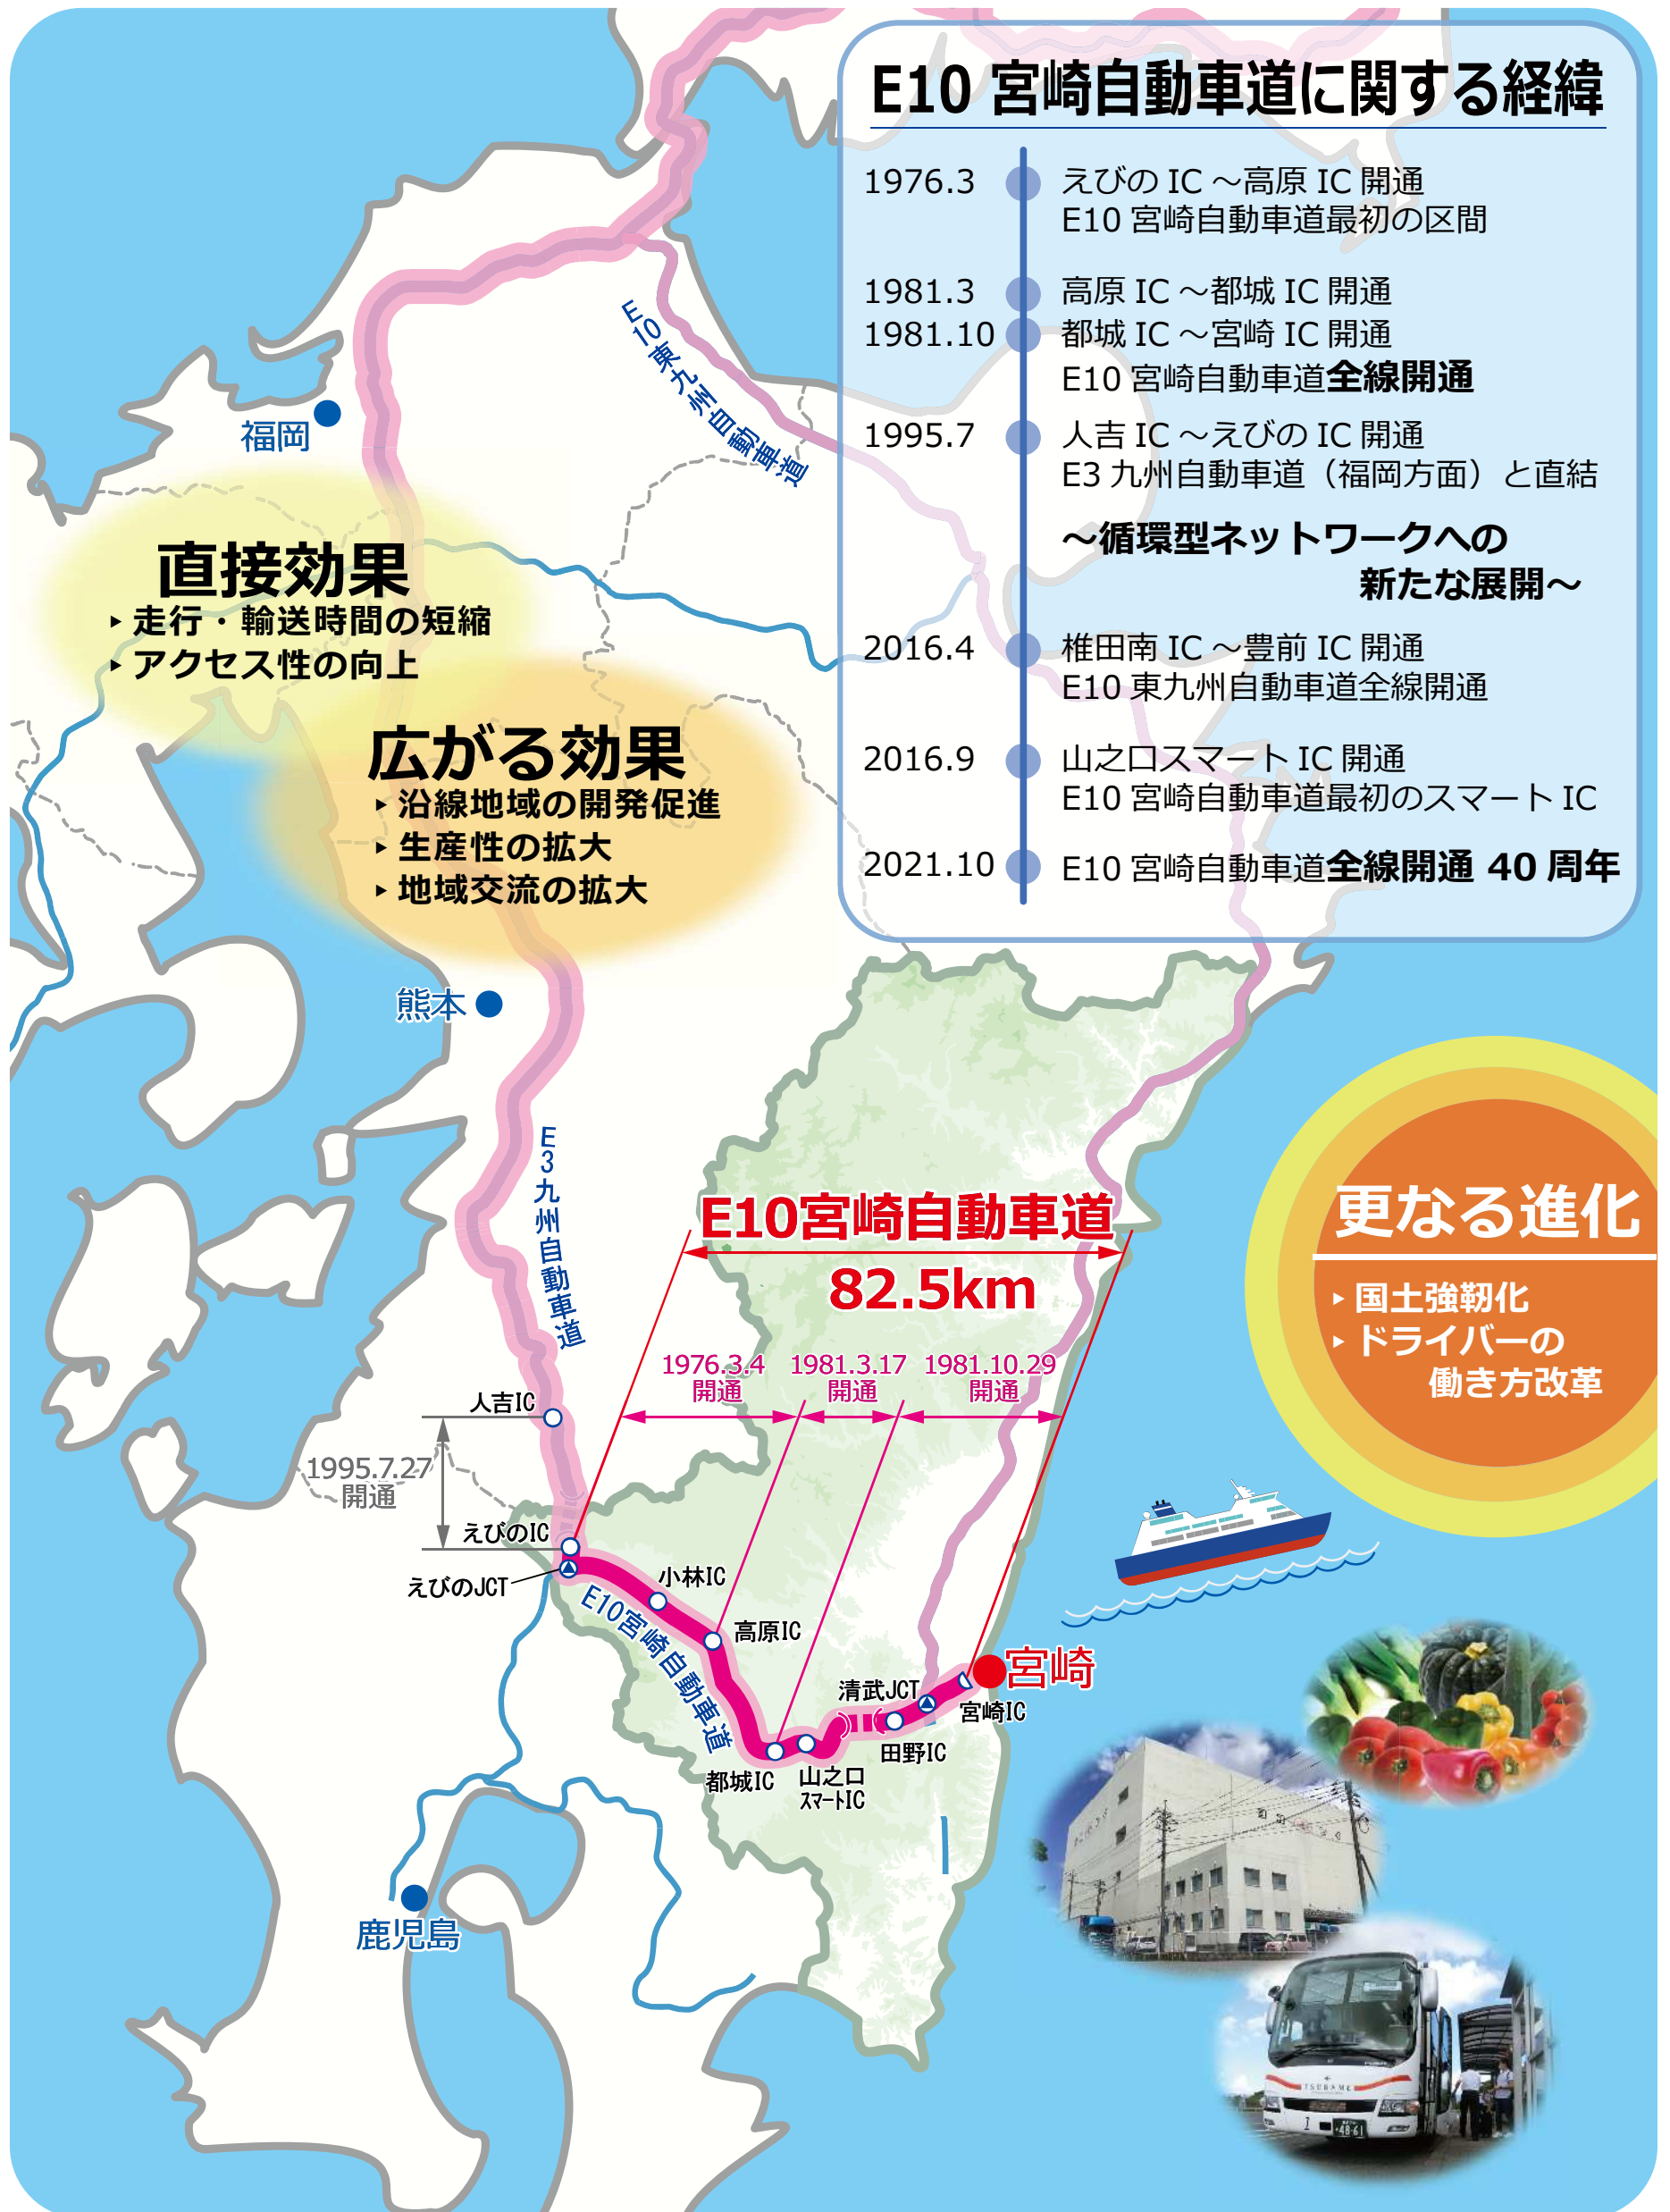 E10 宮崎自動車道に関する経緯
1976.3 えびの IC ～高原 IC 開通
E10 宮崎自動車道最初の区間
1981.3 高原 IC ～都城 IC 開通
1981.10 都城 IC ～宮崎 IC 開通
E10 宮崎自動車道全線開通
1995.7 人吉 IC ～えびの IC 開通
E3 九州自動車道（福岡方面）と直結
～循環型ネットワークへの
新たな展開～
2016.4 椎田南 IC ～豊前 IC 開通
E10 東九州自動車道全線開通
2016.9 山之口スマート IC 開通
E10 宮崎自動車道最初のスマート IC
2021.10 E10 宮崎自動車道全線開通 40 周年
E10東九州自動車道
福岡
直接効果
▸ 走行・輸送時間の短縮
▸ アクセス性の向上
広がる効果
▸ 沿線地域の開発促進
▸ 生産性の拡大
▸ 地域交流の拡大
熊本
E3九州自動車道
更なる進化
▸ 国土強靭化
▸ ドライバーの
働き方改革
E10宮崎自動車道
82.5km
1976.3.4
開通
1981.3.17
開通
1981.10.29
開通
人吉IC
1995.7.27
開通
えびのIC
えびのJCT
小林IC
高原IC
E10宮崎自動車道
宮崎
清武JCT
宮崎IC
田野IC
都城IC
山之口
スマートIC
鹿児島
TSUBAME
1
48-61